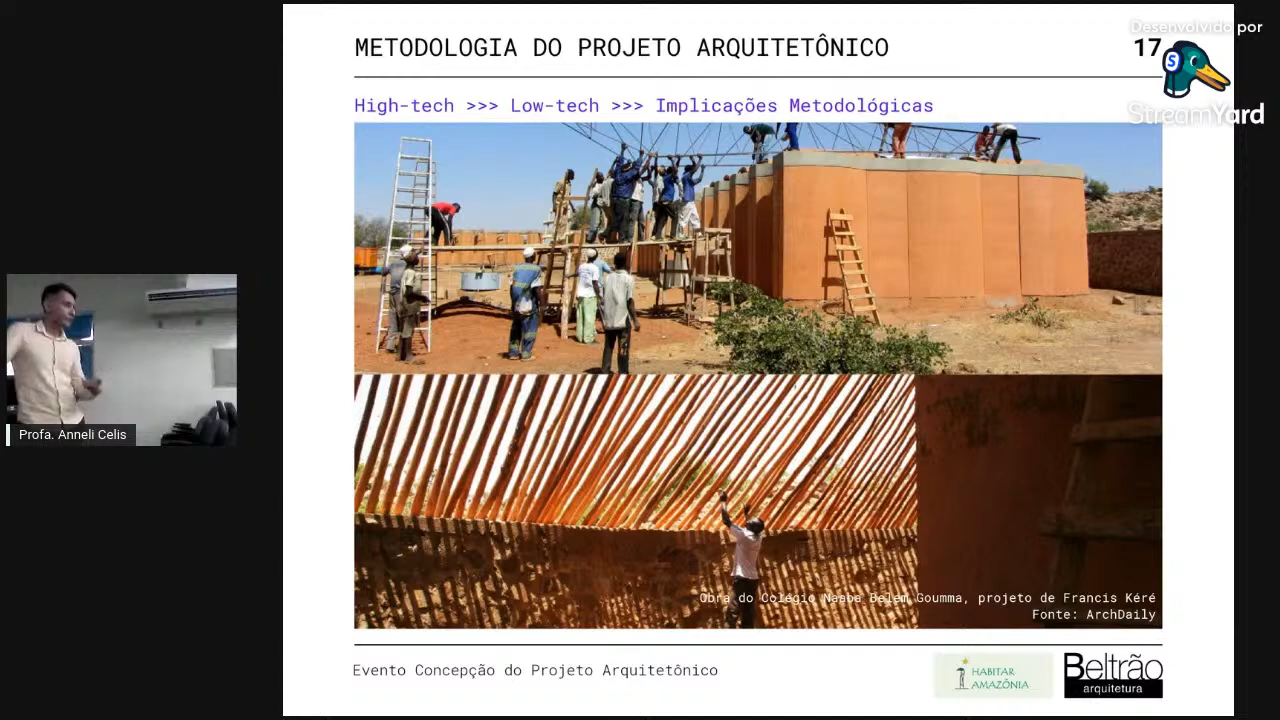 METODOLOGIA DO PROJETO ARQUITETÔNICO
17
Desenvolvido por
S
StreamYard
High-tech >>> Low-tech >>> Implicações Metodológicas
Profa. Anneli Celis
Obra do Colégio Naaba Belem Goumma, projeto de Francis Kéré
Fonte: ArchDaily
Evento Concepção do Projeto Arquitetônico
HABITAR
AMAZÔNIA
Beltrão
arquitetura